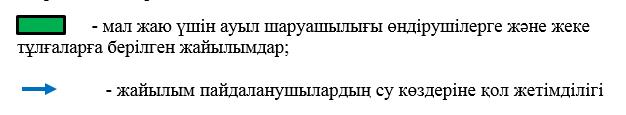 - мал жаю үшін ауыл шаруашылығы өндірушілерге және жеке
тұлғаларға берілген жайылымдар;
- жайылым пайдаланушылардың су көздеріне қол жетімділігі